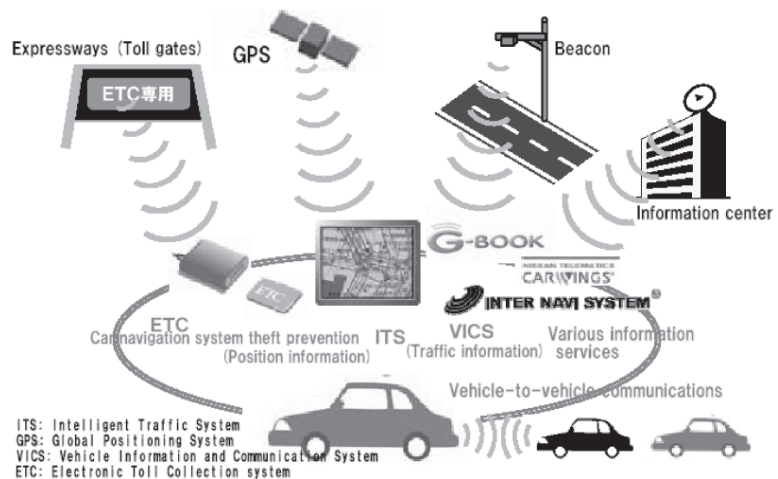 Expressways (Toll gates)
GPS
Beacon
ETC専用
Information center
G-BOOK
NISSAN TELEMATICS
CARWINGS
INTER NAVI SYSTEM
ETC
ETC
Car navigation system theft prevention
(Position information)
ITS
VICS
(Traffic information)
Various information
services
Vehicle-to-vehicle communications
ITS: Intelligent Traffic System
GPS: Global Positioning System
VICS: Vehicle Information and Communication System
ETC: Electronic Toll Collection system